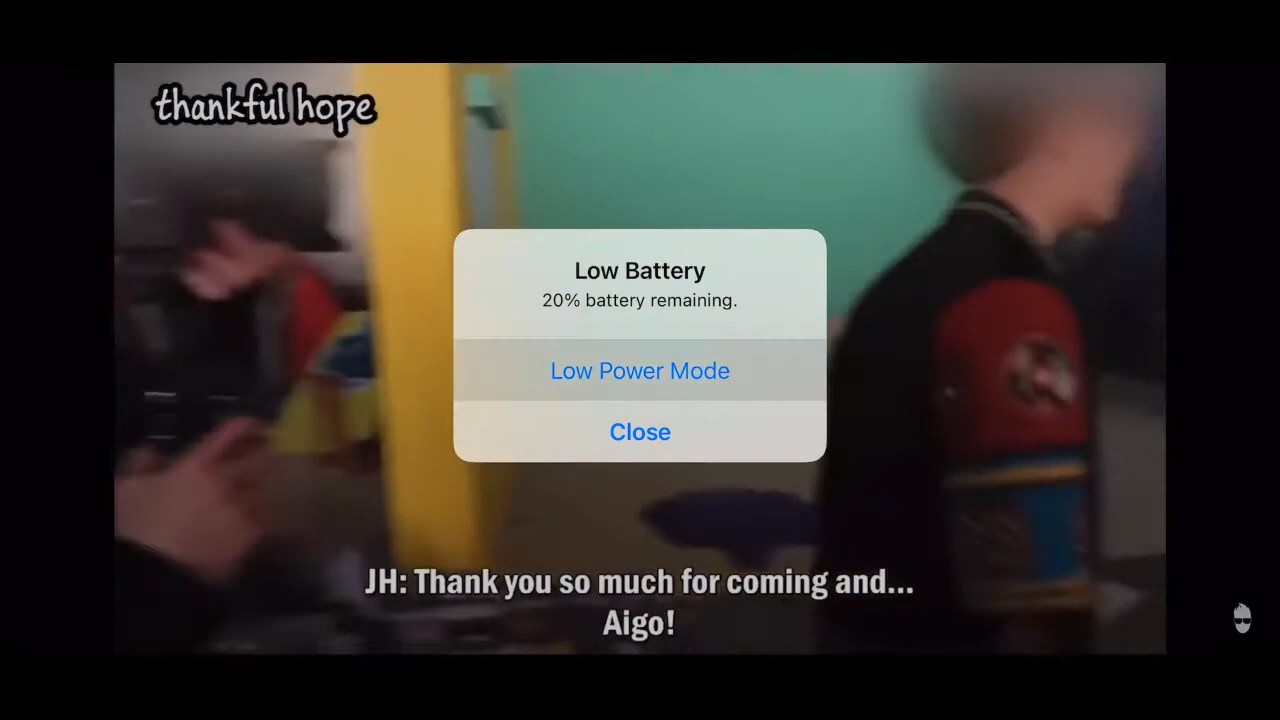 thankful hope
Low Battery
20% battery remaining.
Low Power Mode
Close
JH: Thank you so much for coming and...
Aigo!